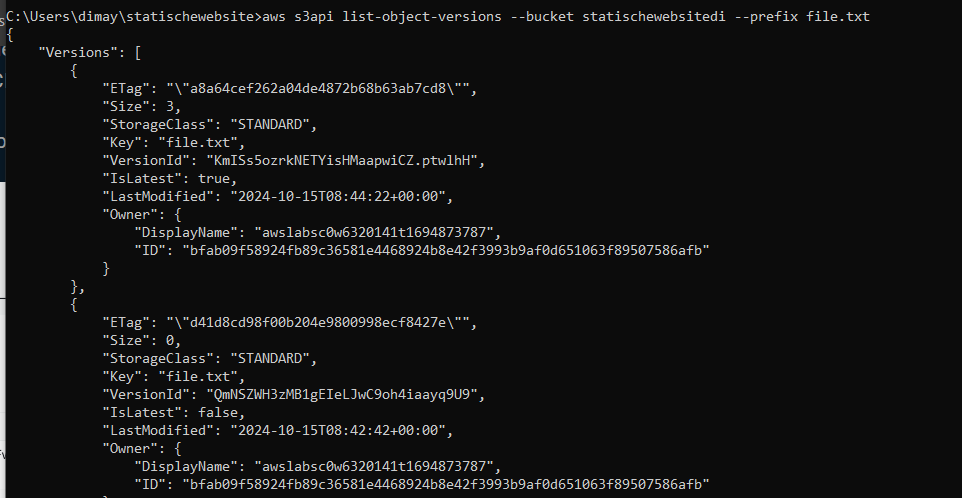 C:\Users\dimay\statischewebsite>aws s3api list-object-versions --bucket statischewebsitedi --prefix file.txt
{
    "Versions": [
        {
            "ETag": "\"a8a64cef262a04de4872b68b63ab7cd8\"",
            "Size": 3,
            "StorageClass": "STANDARD",
            "Key": "file.txt",
            "VersionId": "KmISs5ozrkNETYisHMaapwiCZ.ptwlhH",
            "IsLatest": true,
            "LastModified": "2024-10-15T08:44:22+00:00",
            "Owner": {
                "DisplayName": "awslabsc0w6320141t1694873787",
                "ID": "bfab09f58924fb89c36581e4468924b8e42f3993b9af0d651063f89507586afb"
            }
        },
        {
            "ETag": "\"d41d8cd98f00b204e9800998ecf8427e\"",
            "Size": 0,
            "StorageClass": "STANDARD",
            "Key": "file.txt",
            "VersionId": "QmNSZWH3zMB1gEIeLJwC9oh4iaayq9U9",
            "IsLatest": false,
            "LastModified": "2024-10-15T08:42:42+00:00",
            "Owner": {
                "DisplayName": "awslabsc0w6320141t1694873787",
                "ID": "bfab09f58924fb89c36581e4468924b8e42f3993b9af0d651063f89507586afb"